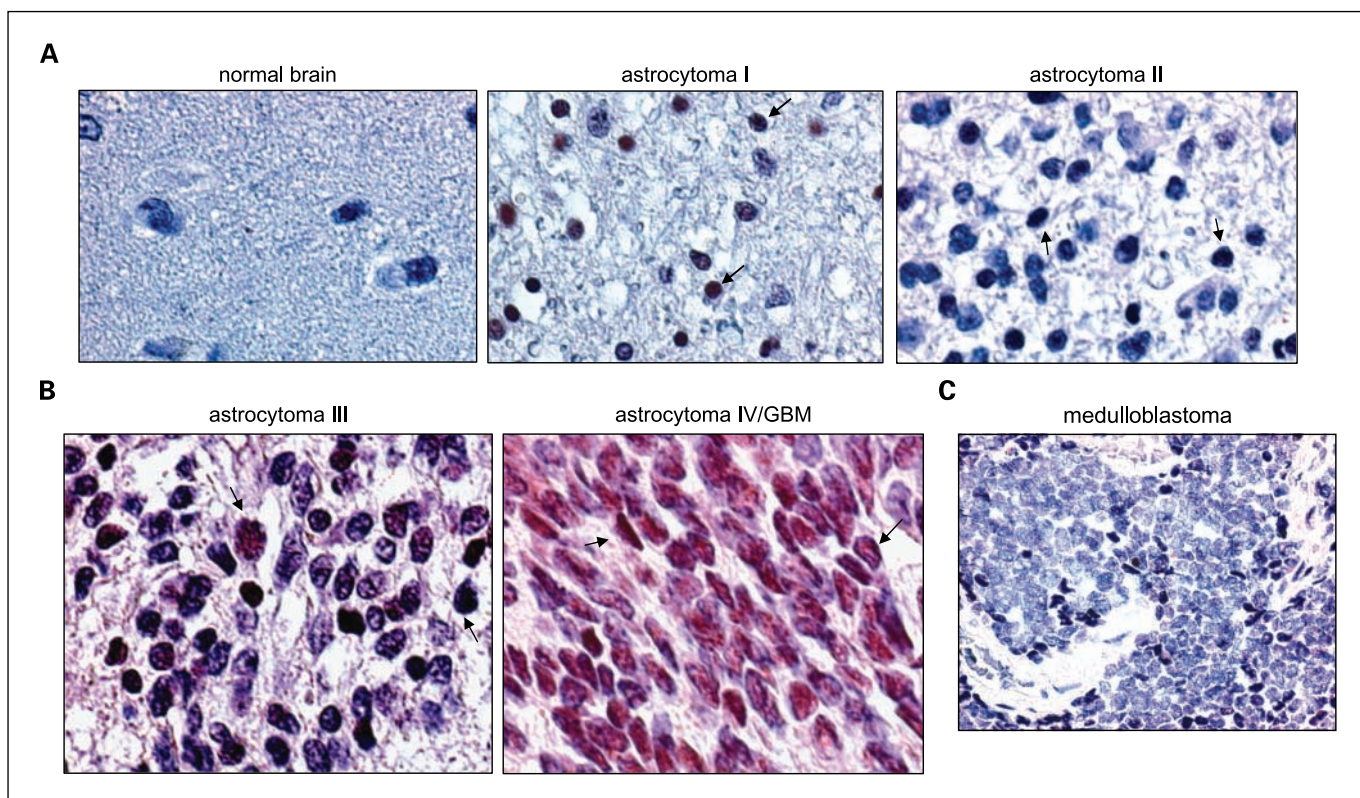 A
normal brain
astrocytoma I
astrocytoma II
B
astrocytoma III
astrocytoma IV/GBM
C
medulloblastoma